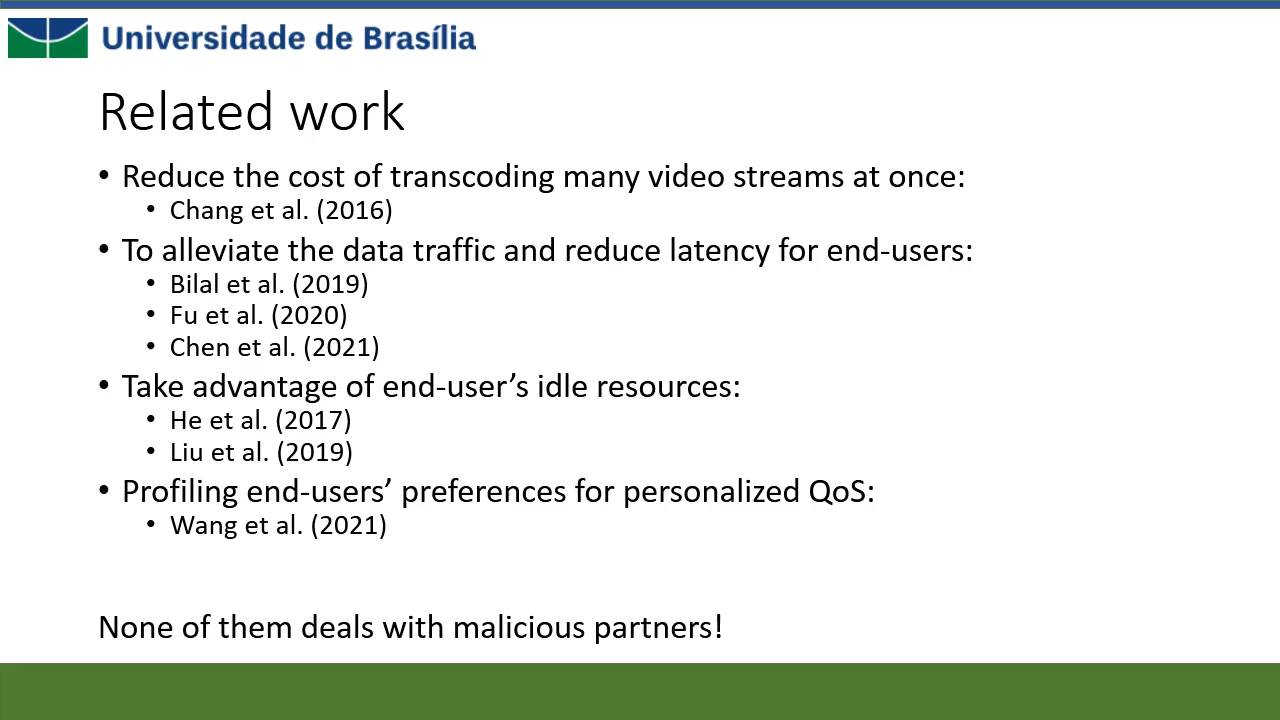 Universidade de Brasília
Related work
• Reduce the cost of transcoding many video streams at once:
• Chang et al. (2016)
• To alleviate the data traffic and reduce latency for end-users:
• Bilal et al. (2019)
• Fu et al. (2020)
• Chen et al. (2021)
• Take advantage of end-user’s idle resources:
• He et al. (2017)
• Liu et al. (2019)
• Profiling end-users’ preferences for personalized QoS:
• Wang et al. (2021)
None of them deals with malicious partners!